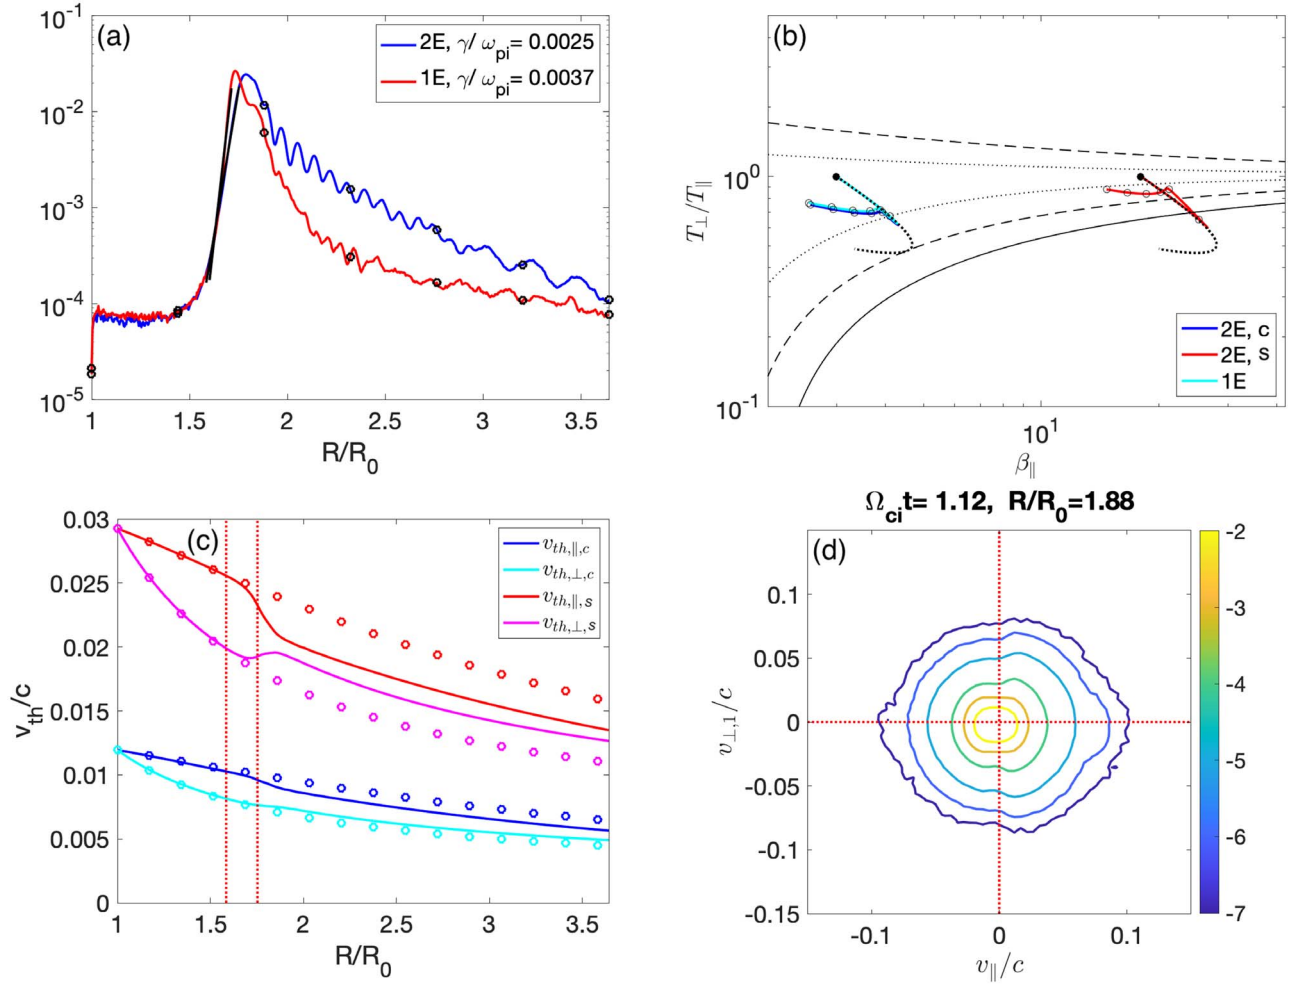 (a)
10^-1
10^-2
10^-3
10^-4
10^-5
2E, γ/ ω_pi= 0.0025
1E, γ/ ω_pi= 0.0037
1
1.5
2
2.5
3
3.5
R/R_0
(b)
T_⊥/T_∥
10^0
10^-1
2E, c
2E, s
1E
10^1
β_∥
(c)
v_th/c
0.03
0.025
0.02
0.015
0.01
0.005
0
v_th,∥,c
v_th,⊥,c
v_th,∥,s
v_th,⊥,s
1
1.5
2
2.5
3
3.5
R/R_0
Ω_ci t= 1.12, R/R_0=1.88
(d)
v_⊥,1/c
0.1
0.05
0
-0.05
-0.1
-0.15
-0.1
0
0.1
v_∥/c
-2
-3
-4
-5
-6
-7